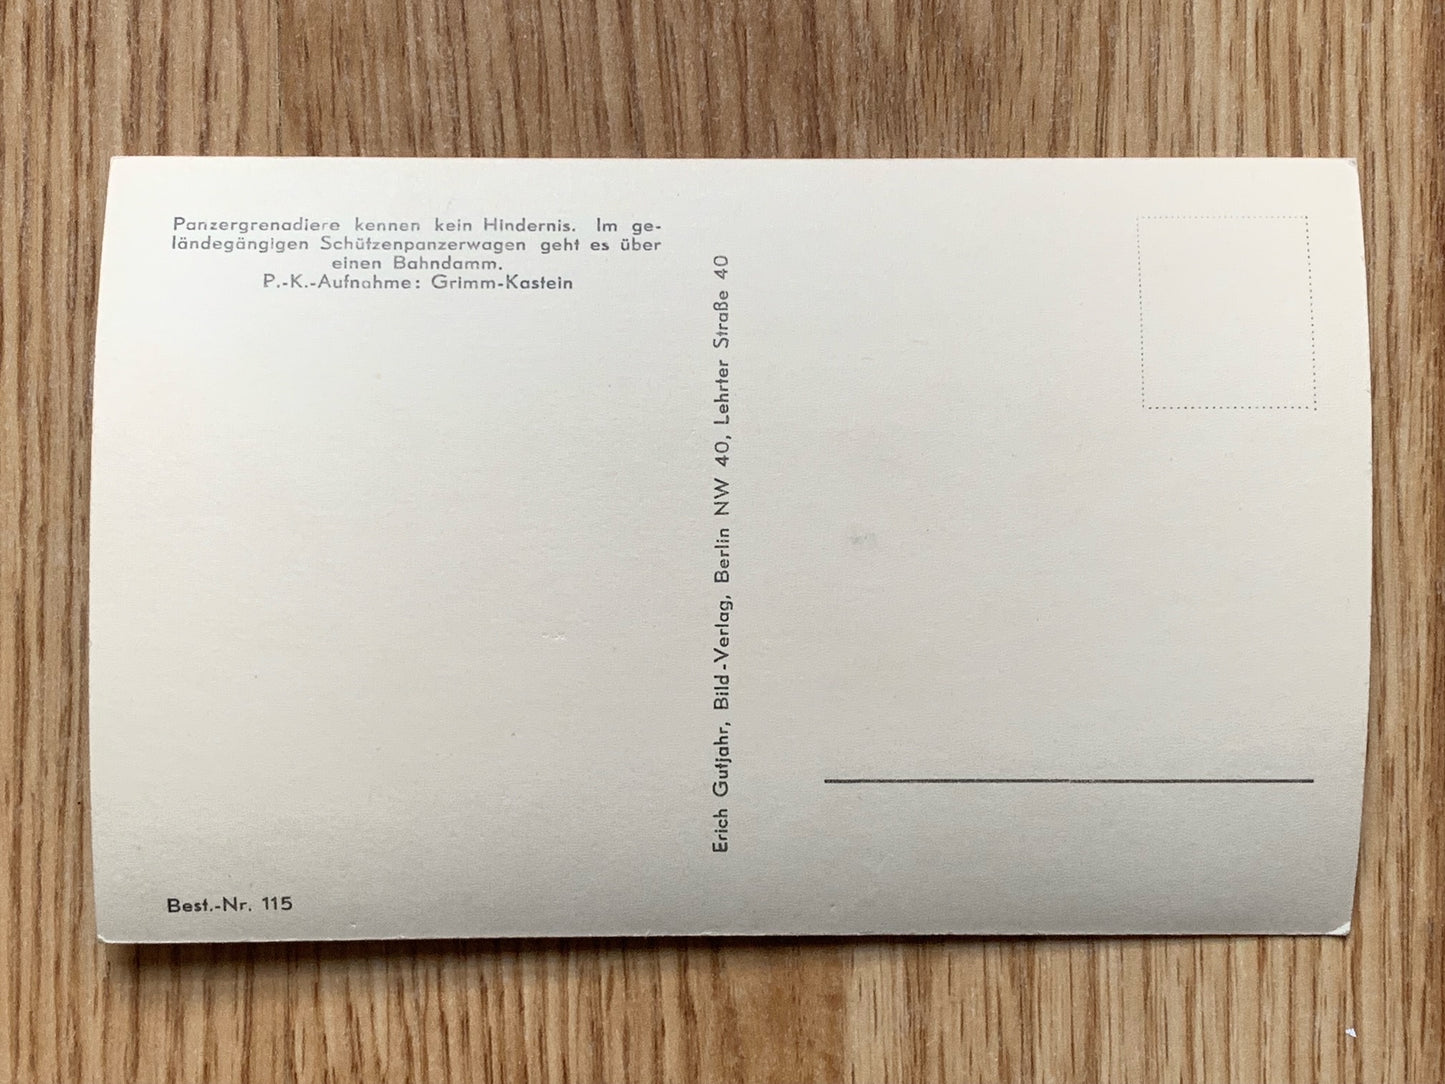 Panzergrenadiere kennen kein Hindernis. Im ge-
ländegängigen Schützenpanzerwagen geht es über
einen Bahndamm.
P.-K.-Aufnahme: Grimm-Kastein
Erich Gutjahr, Bild-Verlag, Berlin NW 40, Lehrter Straße 40
Best.-Nr. 115